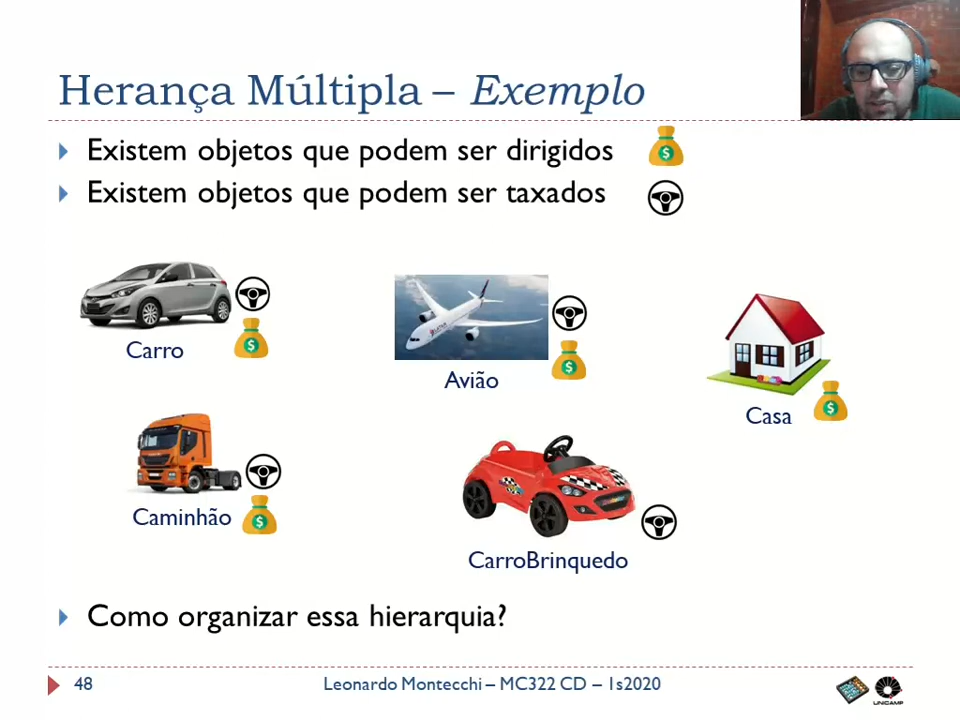 Herança Múltipla – Exemplo
Existem objetos que podem ser dirigidos
Existem objetos que podem ser taxados
Carro
Avião
Casa
Caminhão
CarroBrinquedo
Como organizar essa hierarquia?
48
Leonardo Montecchi – MC322 CD – 1s2020
UNICAMP